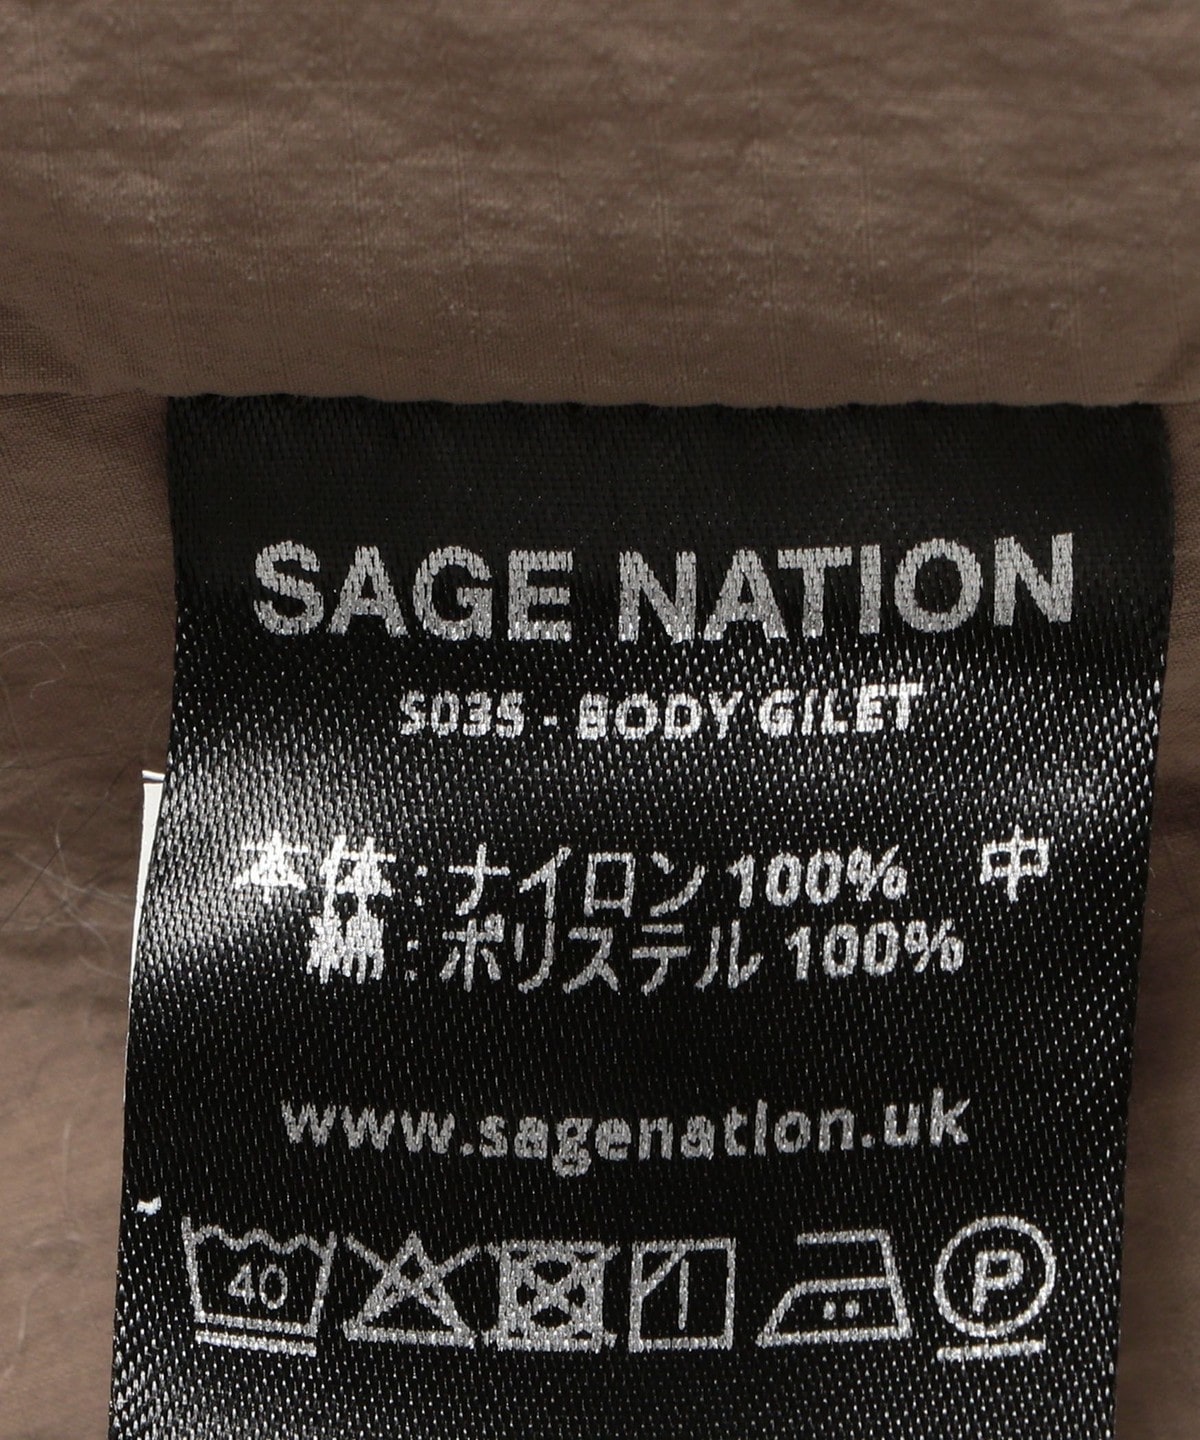 SAGE NATION
S035 - BODY GILET
本体 : ナイロン 100% 中
綿 : ポリステル 100%
www.sagenation.uk
40 P